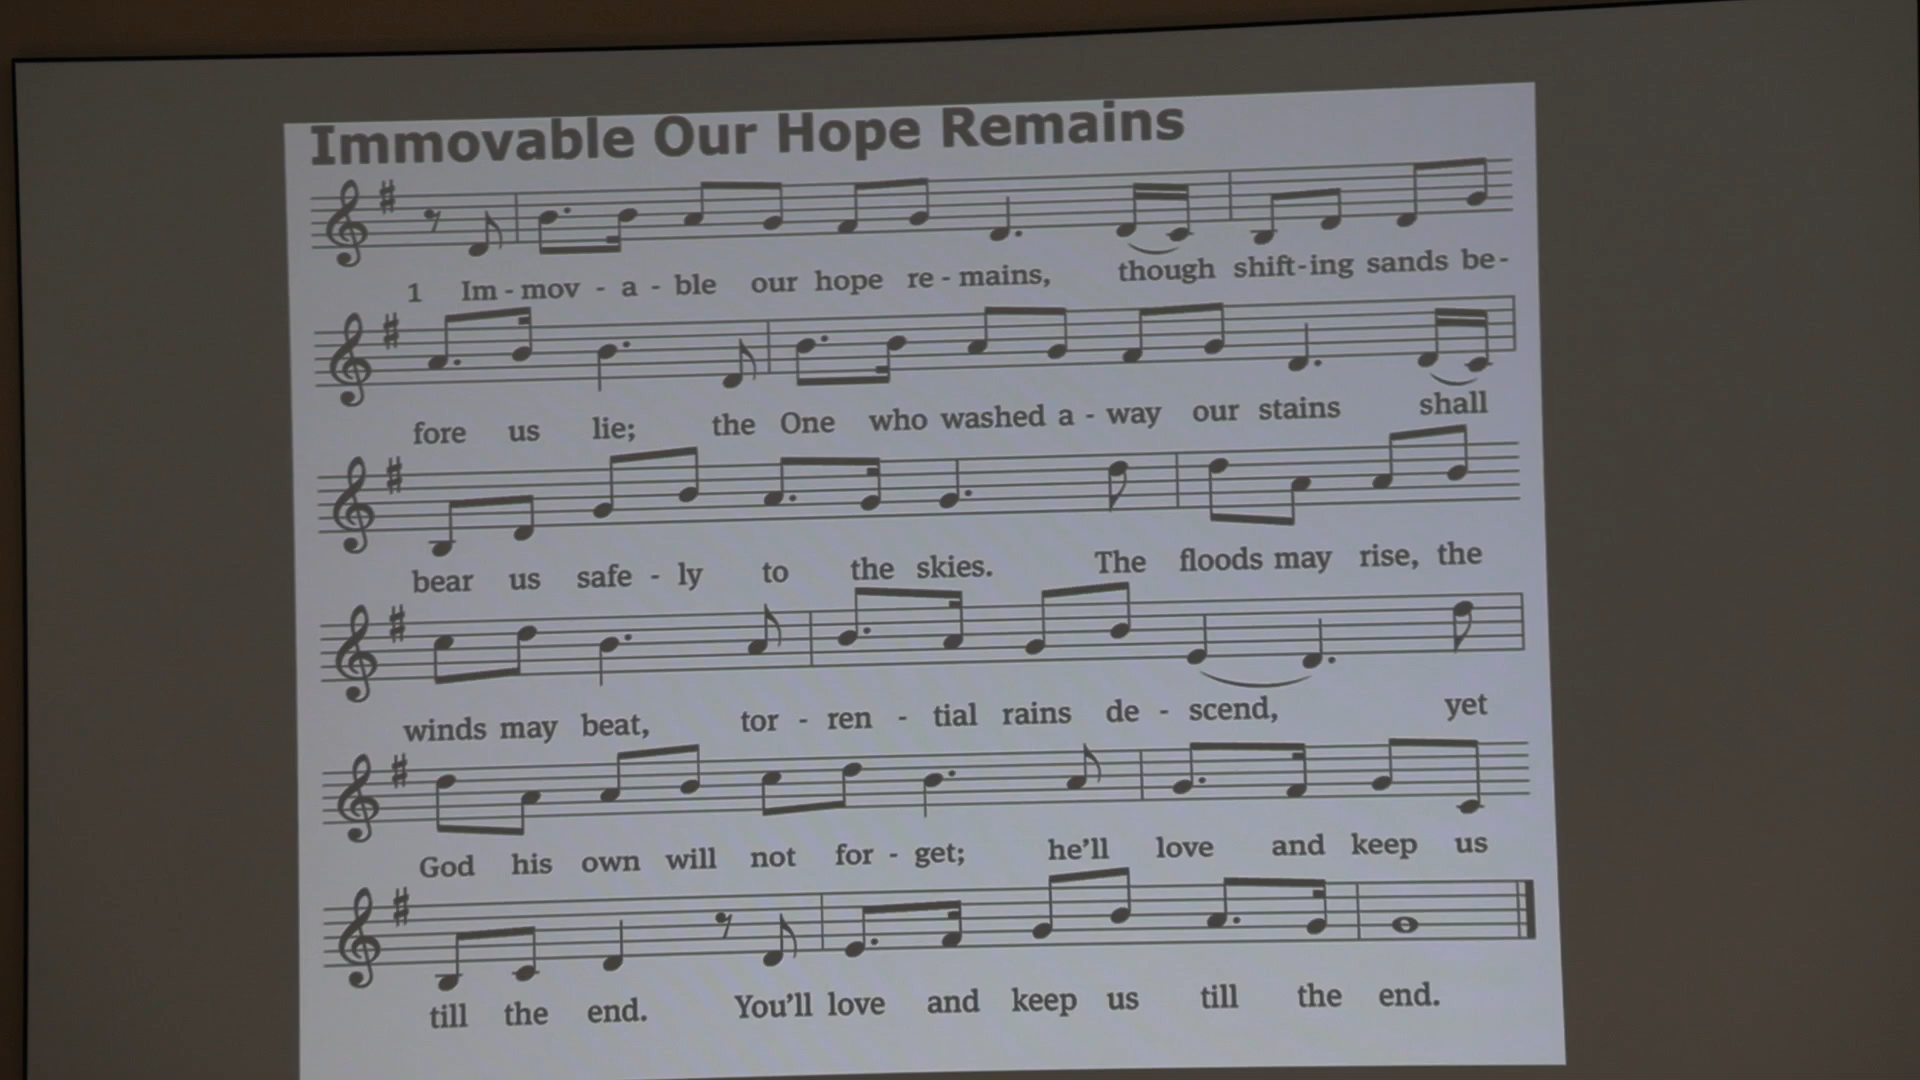 Immovable Our Hope Remains
1 Im - mov - a - ble our hope re - mains, though shift - ing sands be -
fore us lie; the One who washed a - way our stains shall
bear us safe - ly to the skies. The floods may rise, the
winds may beat, tor - ren - tial rains de - scend, yet
God his own will not for - get; he'll love and keep us
till the end. You'll love and keep us till the end.